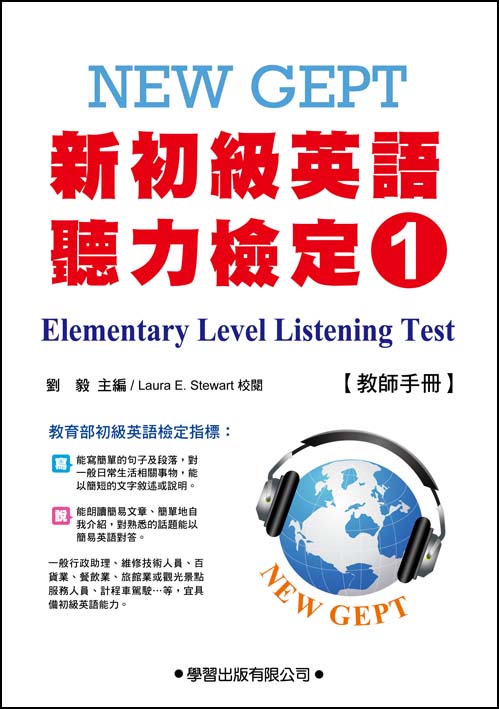 NEW GEPT
新初級英語
聽力檢定1
Elementary Level Listening Test
劉 毅 主編 / Laura E. Stewart 校閱
【教師手冊】
教育部初級英語檢定指標：
寫 能寫簡單的句子及段落，對
一般日常生活相關事物，能
以簡短的文字敘述或說明。
說 能朗讀簡易文章、簡單地自
我介紹，對熟悉的話題能以
簡易英語對答。
一般行政助理、維修技術人員、百
貨業、餐飲業、旅館業或觀光景點
服務人員、計程車駕駛…等，宜具
備初級英語能力。
NEW GEPT
• 學習出版有限公司 •